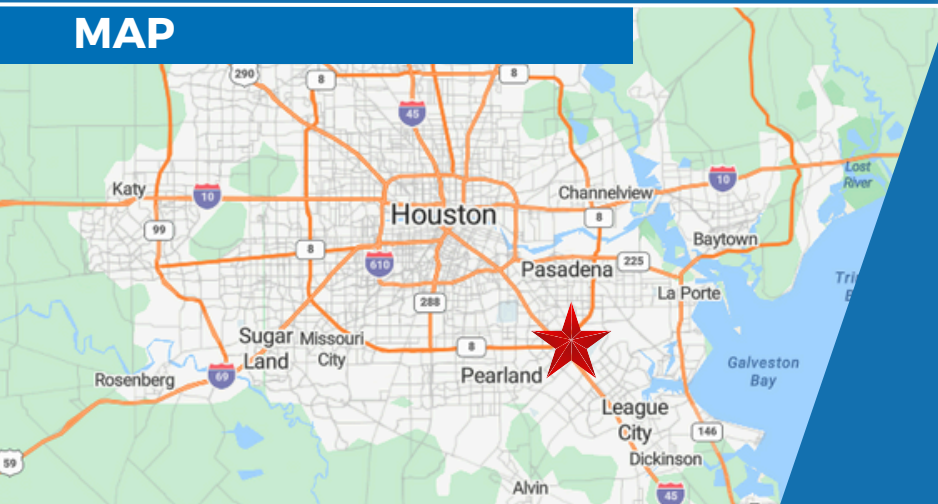 MAP
290
8
8
45
Katy
10
Channelview
10
Lost
River
99
Houston
8
8
610
Baytown
Pasadena
225
La Porte
288
Sugar
Land
Missouri
City
8
Pearland
Galveston
Bay
Rosenberg
69
League
City
146
Dickinson
59
Alvin
45